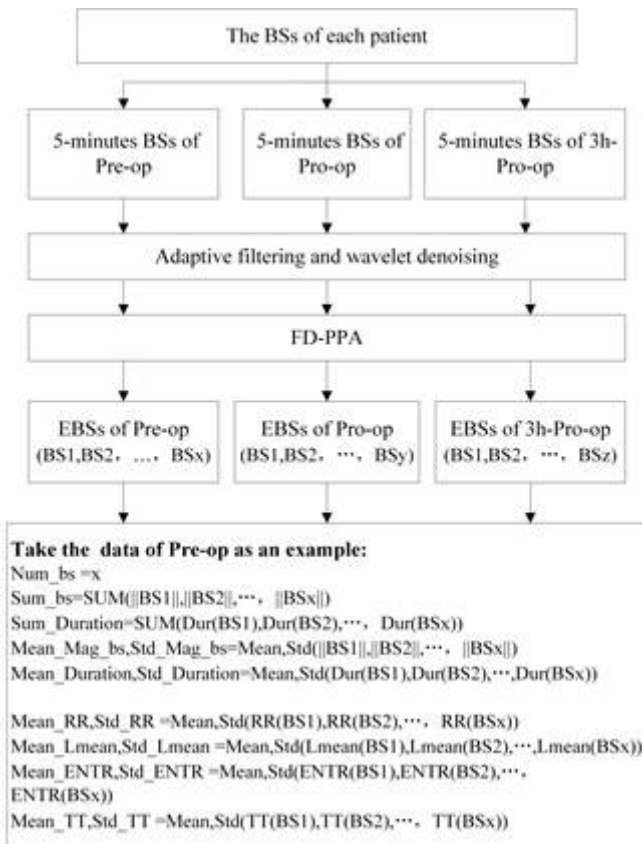 The BSs of each patient
5-minutes BSs of
Pre-op
5-minutes BSs of
Pro-op
5-minutes BSs of 3h-
Pro-op
Adaptive filtering and wavelet denoising
FD-PPA
EBSs of Pre-op
(BS1,BS2， ...， BSx)
EBSs of Pro-op
(BS1,BS2， ⋯， BSy)
EBSs of 3h-Pro-op
(BS1,BS2， ⋯， BSz)
Take the data of Pre-op as an example:
Num_bs =x
Sum_bs=SUM(||BS1||,||BS2||,⋯， ||BSx||)
Sum_Duration=SUM(Dur(BS1),Dur(BS2),⋯， Dur(BSx))
Mean_Mag_bs,Std_Mag_bs=Mean,Std(||BS1||,||BS2||,⋯， ||BSx||)
Mean_Duration,Std_Duration=Mean,Std(Dur(BS1),Dur(BS2),⋯,Dur(BSx))
Mean_RR,Std_RR =Mean,Std(RR(BS1),RR(BS2),⋯， RR(BSx))
Mean_Lmean,Std_Lmean =Mean,Std(Lmean(BS1),Lmean(BS2),⋯,Lmean(BSx))
Mean_ENTR,Std_ENTR =Mean,Std(ENTR(BS1),ENTR(BS2),⋯，
ENTR(BSx))
Mean_TT,Std_TT =Mean,Std(TT(BS1),TT(BS2),⋯， TT(BSx))